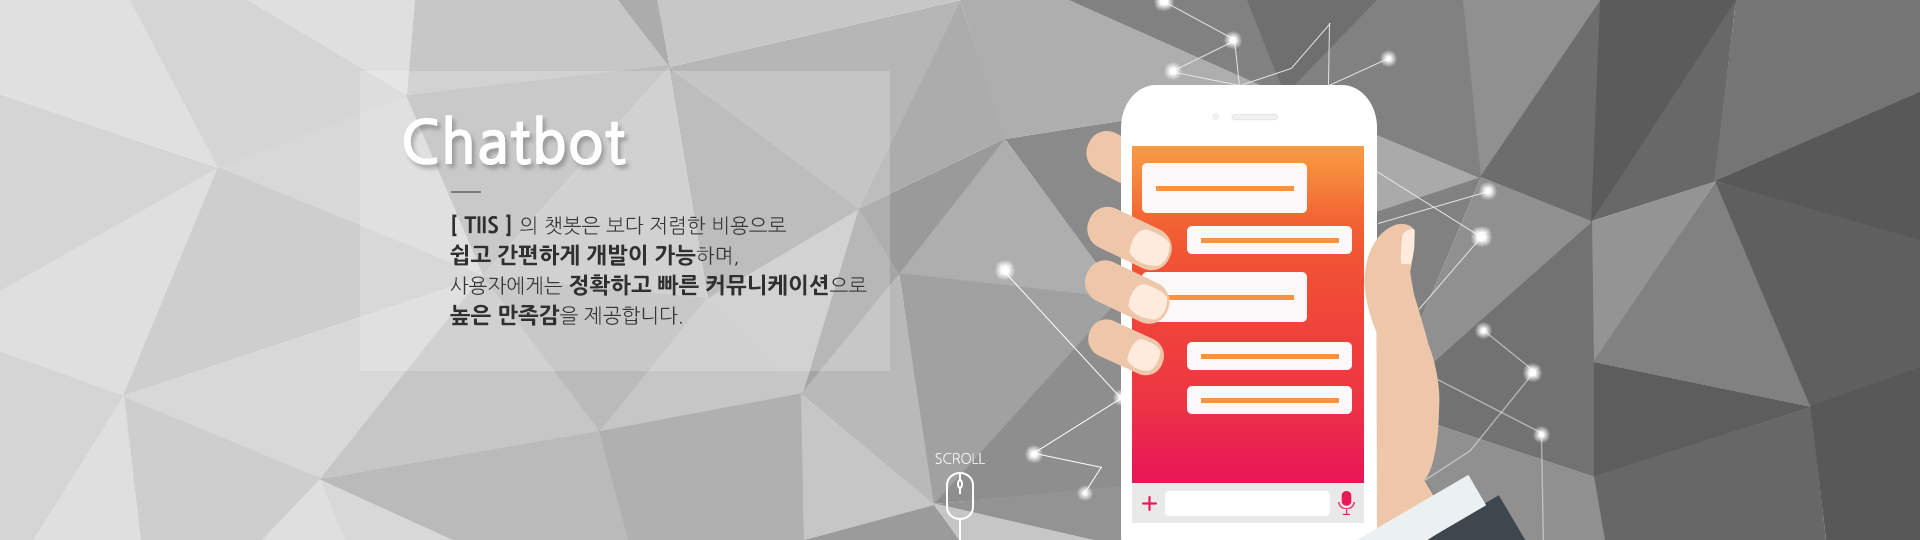 Chatbot
[ TIIS ] 의 챗봇은 보다 저렴한 비용으로
쉽고 간편하게 개발이 가능하며,
사용자에게는 정확하고 빠른 커뮤니케이션으로
높은 만족감을 제공합니다.
SCROLL